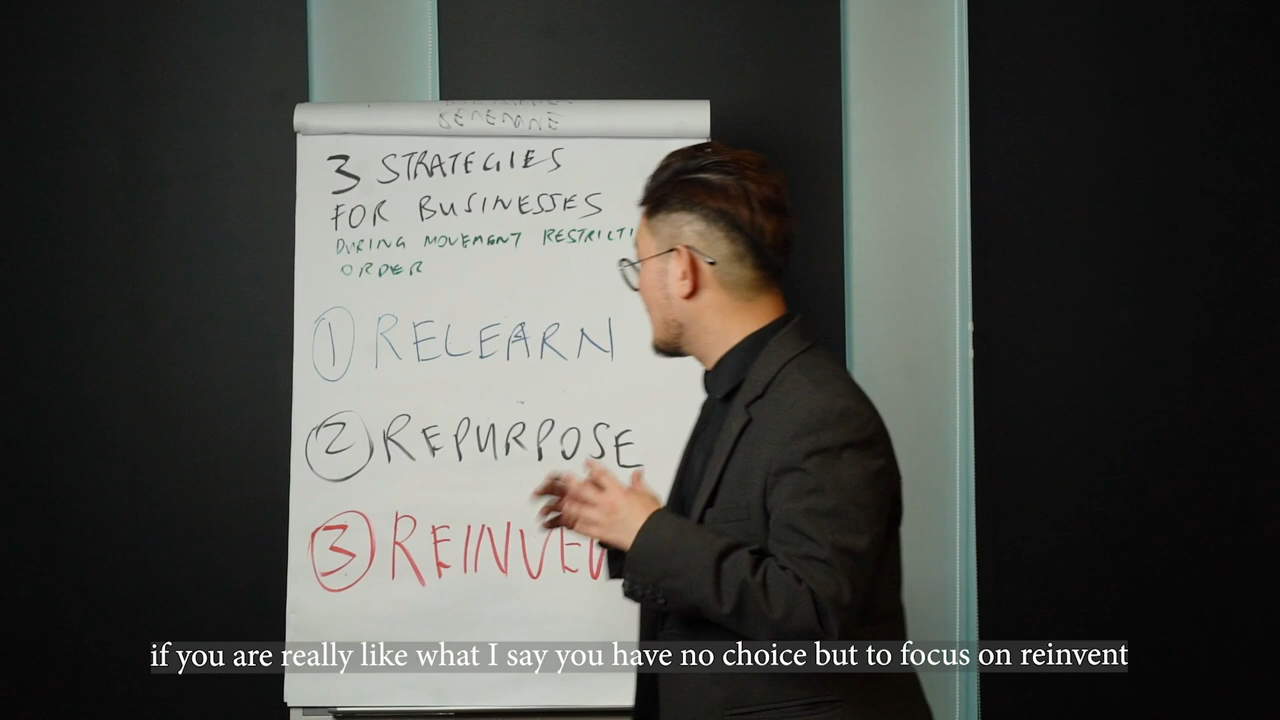 3 STRATEGIES
FOR BUSINESSES
DURING MOVEMENT RESTRICTI
ORDER
1 RELEARN
2 REPURPOSE
3 REINVE
if you are really like what I say you have no choice but to focus on reinvent